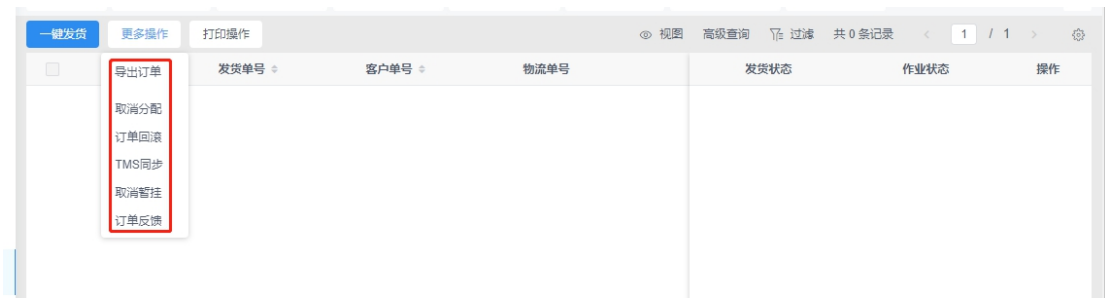 一键发货 更多操作 打印操作 视图 高级查询 过滤 共 0 条记录 1 / 1
发货单号 客户单号 物流单号 发货状态 作业状态 操作
导出订单
取消分配
订单回滚
TMS同步
取消暂挂
订单反馈